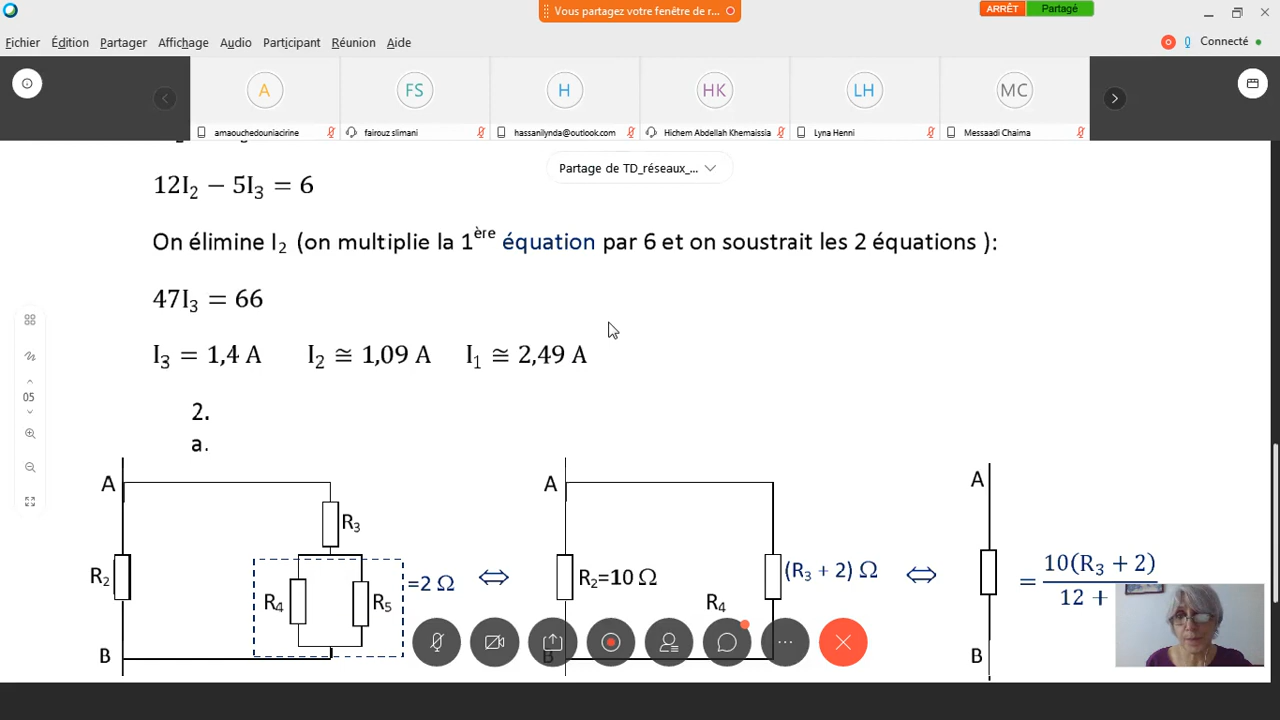 Vous partagez votre fenêtre de r...
ARRÊT Partagé
Fichier Édition Partager Affichage Audio Participant Réunion Aide
Connecté
A FS H HK LH MC
amaouchedouniacirine fairouz slimani hassanilynda@outlook.com Hichem Abdellah Khemaissia Lyna Henni Messaadi Chaima
Partage de TD_réseaux_...
12I₂ − 5I₃ = 6
On élimine I₂ (on multiplie la 1ère équation par 6 et on soustrait les 2 équations ):
47I₃ = 66
I₃ = 1,4 A I₂ ≅ 1,09 A I₁ ≅ 2,49 A
05
2.
a.
A A A
R₃
R₂ R₄ R₅ =2 Ω ⇔ R₂=10 Ω (R₃ + 2) Ω ⇔ = 10(R₃ + 2)
12 +
R₄
B B B